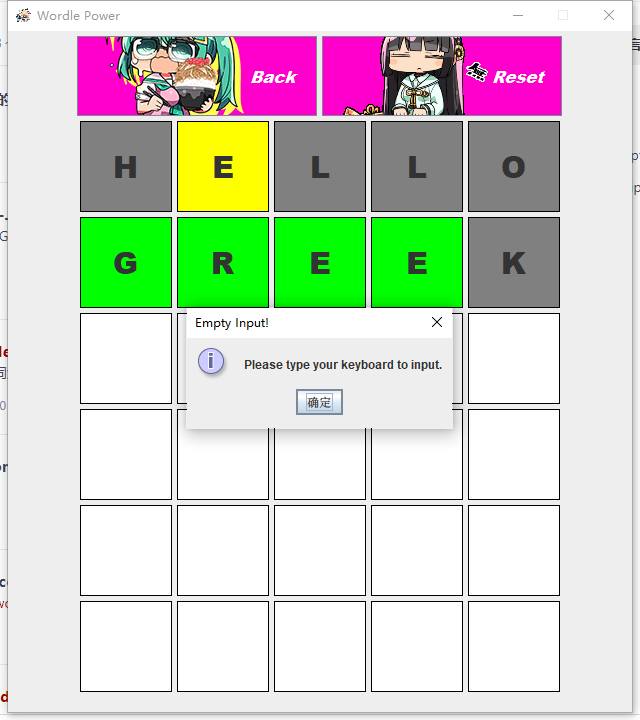 Wordle Power
Back
Reset
H E L L O
G R E E K
Empty Input!
Please type your keyboard to input.
确定